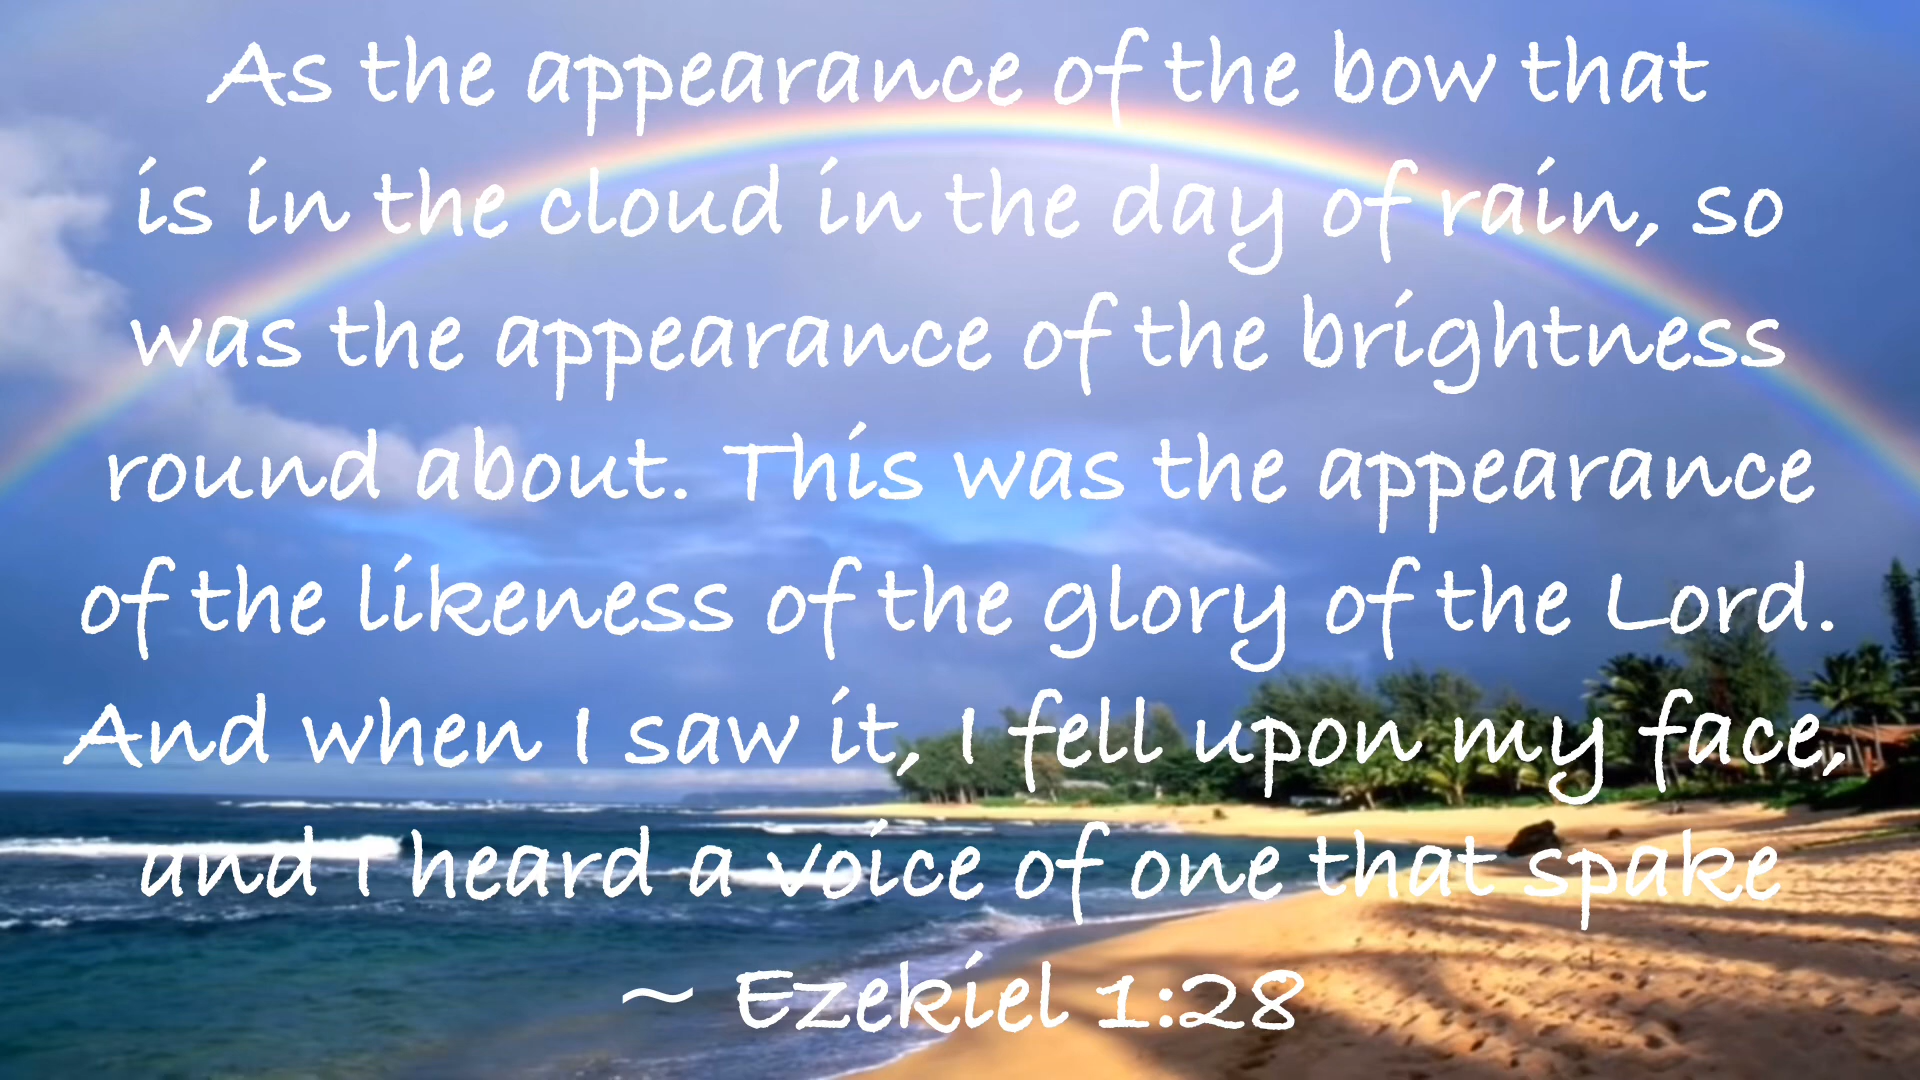 As the appearance of the bow that
is in the cloud in the day of rain, so
was the appearance of the brightness
round about. This was the appearance
of the likeness of the glory of the Lord.
And when I saw it, I fell upon my face,
and I heard a voice of one that spake
~ Ezekiel 1:28